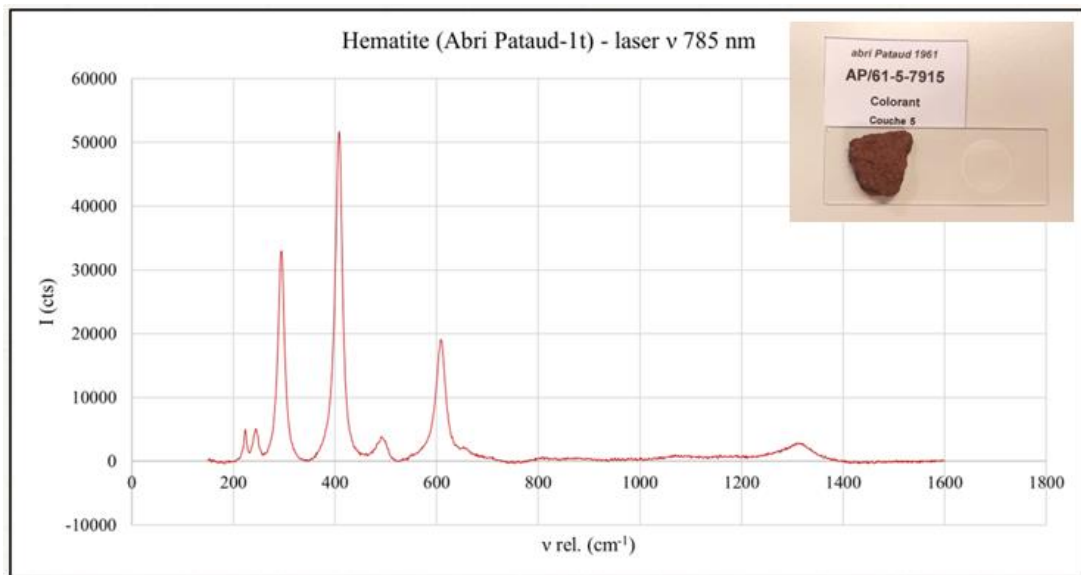 Hematite (Abri Pataud-1t) - laser ν 785 nm
abri Pataud 1961
AP/61-5-7915
Colorant
Couche 5
I (cts)
60000
50000
40000
30000
20000
10000
0
-10000
0 200 400 600 800 1000 1200 1400 1600 1800
ν rel. (cm⁻¹)